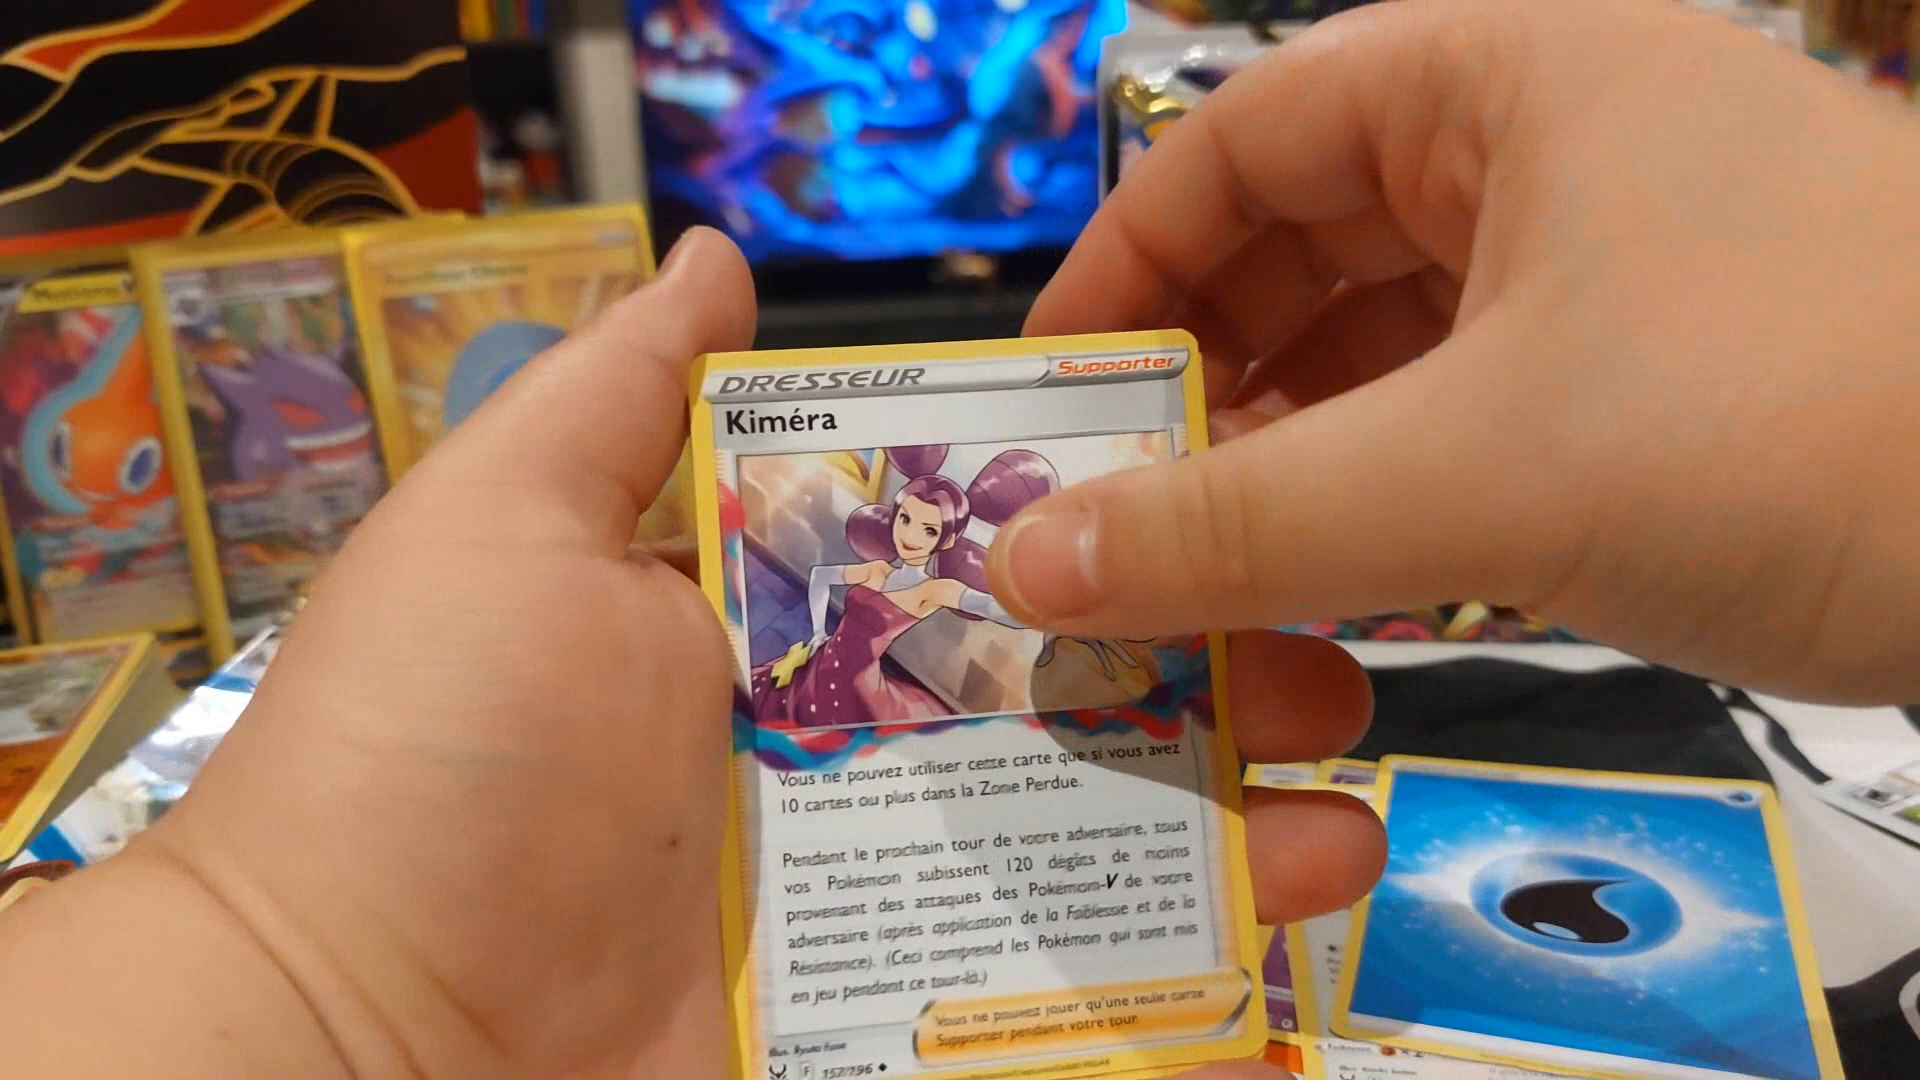 DRESSEUR
Supporter
Kiméra
Vous ne pouvez utiliser cette carte que si vous avez
10 cartes ou plus dans la Zone Perdue.
Pendant le prochain tour de votre adversaire, tous
vos Pokémon subissent 120 dégâts de moins
provenant des attaques des Pokémon-V de votre
adversaire (après application de la Faiblesse et de la
Résistance). (Ceci comprend les Pokémon qui sont mis
en jeu pendant ce tour-là.)
Vous ne pouvez jouer qu'une seule carte
Supporter pendant votre tour.
Illus. Ryuta Fuse
F 157/196